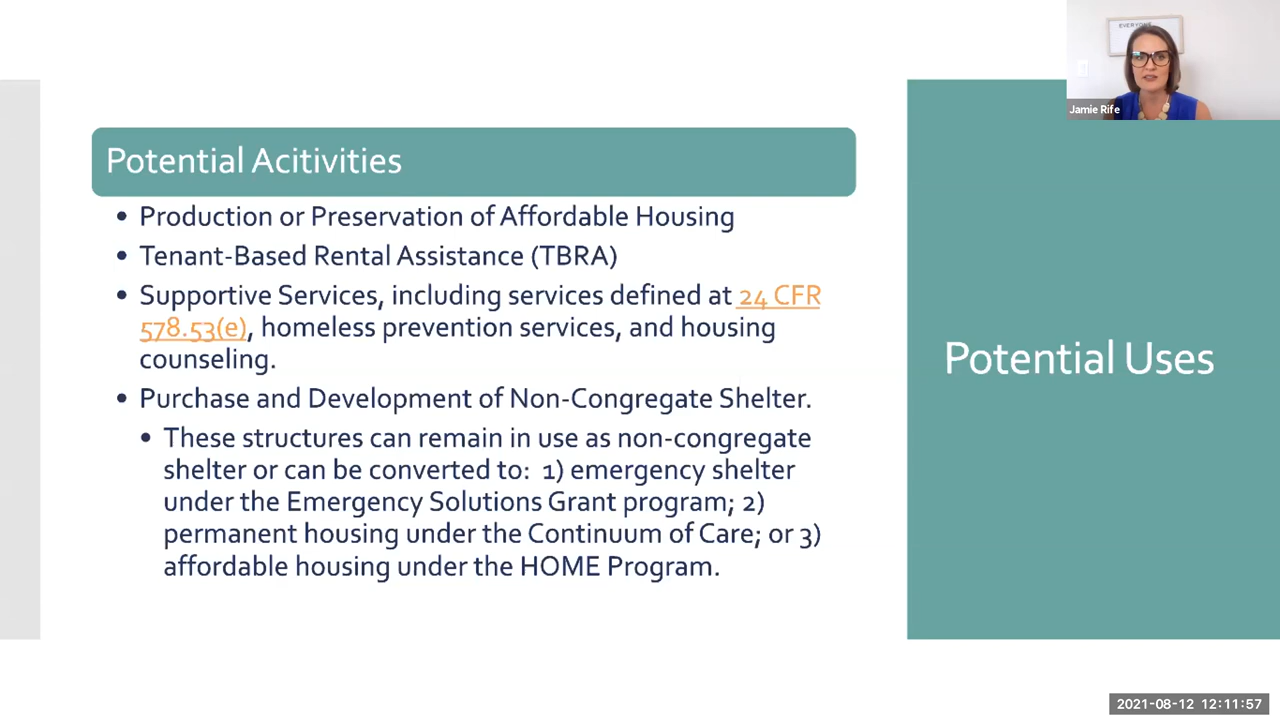 EVERYONE
Jamie Rife
Potential Acitivities
• Production or Preservation of Affordable Housing
• Tenant-Based Rental Assistance (TBRA)
• Supportive Services, including services defined at 24 CFR
578.53(e), homeless prevention services, and housing
counseling.
• Purchase and Development of Non-Congregate Shelter.
• These structures can remain in use as non-congregate
shelter or can be converted to: 1) emergency shelter
under the Emergency Solutions Grant program; 2)
permanent housing under the Continuum of Care; or 3)
affordable housing under the HOME Program.
Potential Uses
2021-08-12 12:11:57